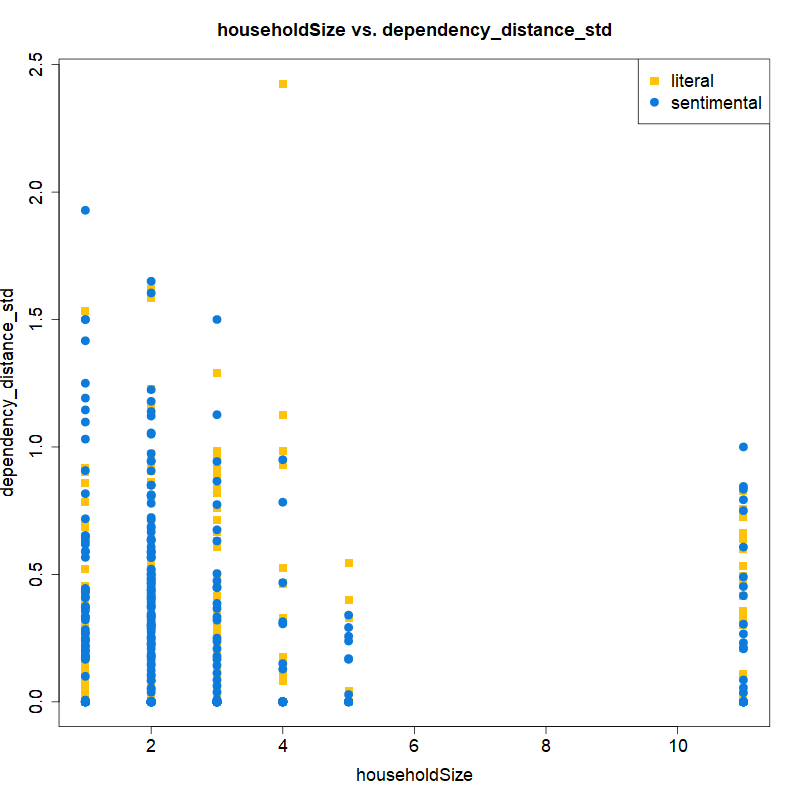 householdSize vs. dependency_distance_std
literal
sentimental
dependency_distance_std
2.5
2.0
1.5
1.0
0.5
0.0
2
4
6
8
10
householdSize